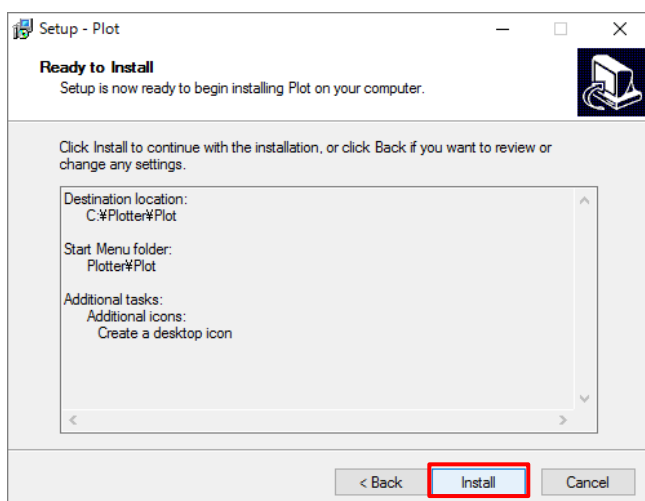 Setup - Plot
Ready to Install
Setup is now ready to begin installing Plot on your computer.
Click Install to continue with the installation, or click Back if you want to review or
change any settings.
Destination location:
C:¥Plotter¥Plot
Start Menu folder:
Plotter¥Plot
Additional tasks:
Additional icons:
Create a desktop icon
< Back Install Cancel